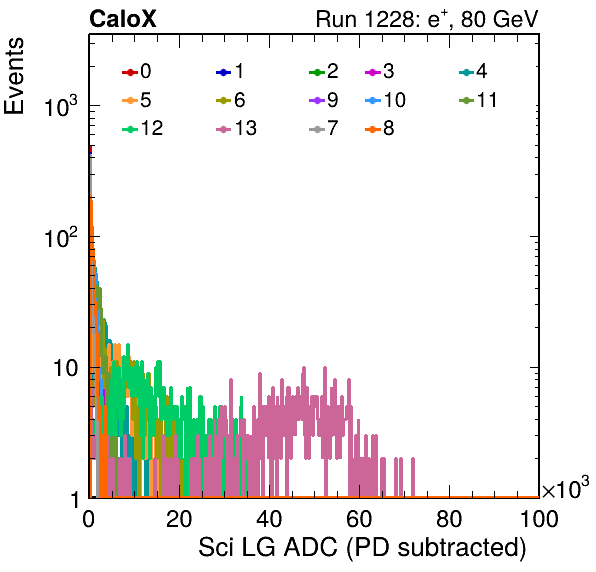 CaloX Run 1228: e⁺, 80 GeV
Events
0 1 2 3 4
5 6 9 10 11
12 13 7 8
10³
10²
10
1
0 20 40 60 80 100
×10³
Sci LG ADC (PD subtracted)